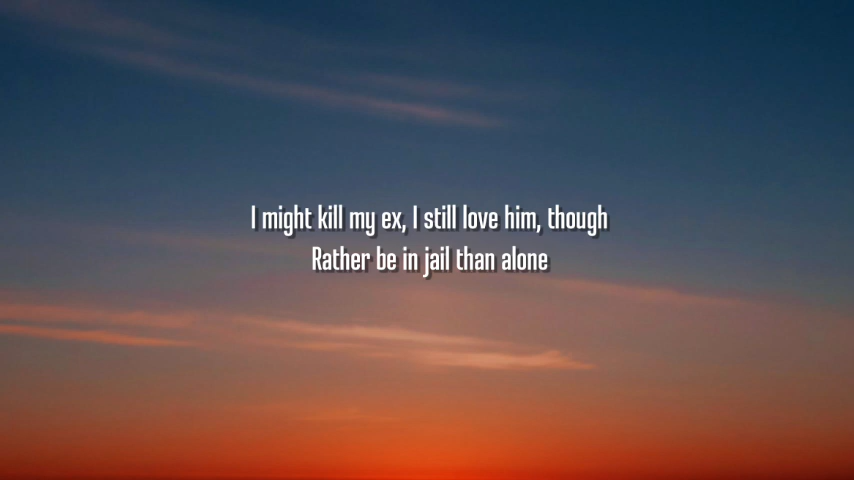 I might kill my ex, I still love him, though
Rather be in jail than alone